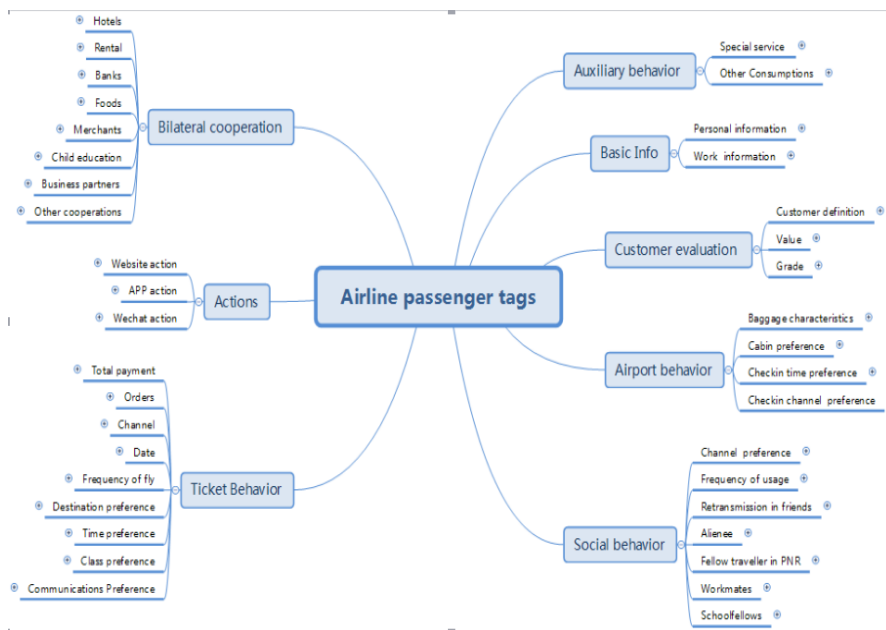 Hotels
Rental
Banks
Foods
Merchants
Child education
Business partners
Other cooperations
Bilateral cooperation
Website action
APP action
Wechat action
Actions
Total payment
Orders
Channel
Date
Frequency of fly
Destination preference
Time preference
Class preference
Communications Preference
Ticket Behavior
Airline passenger tags
Auxiliary behavior
Special service
Other Consumptions
Basic Info
Personal information
Work information
Customer evaluation
Customer definition
Value
Grade
Airport behavior
Baggage characteristics
Cabin preference
Checkin time preference
Checkin channel preference
Social behavior
Channel preference
Frequency of usage
Retransmission in friends
Alienee
Fellow traveller in PNR
Workmates
Schoolfellows